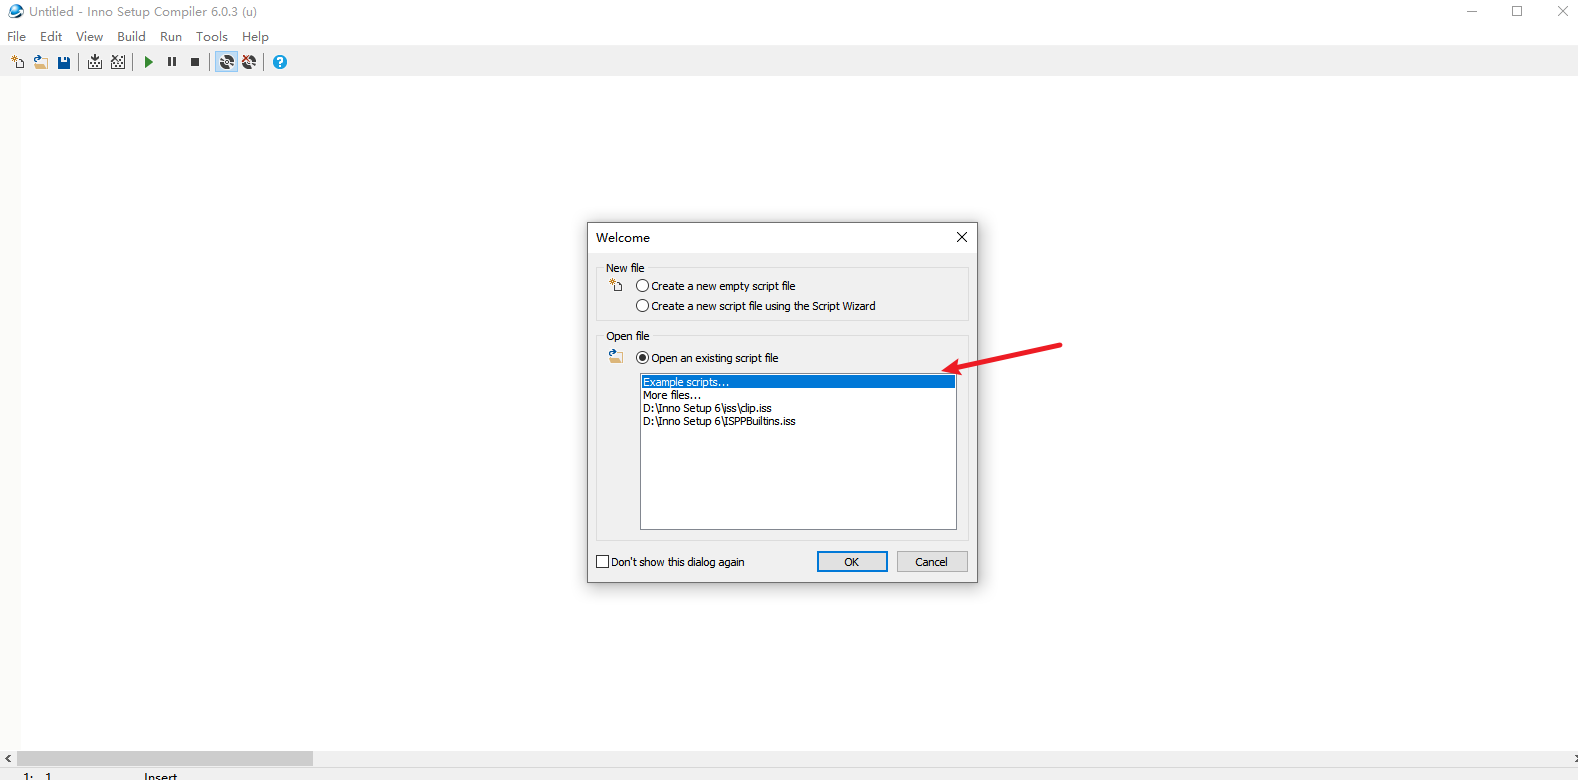 Untitled - Inno Setup Compiler 6.0.3 (u)
File Edit View Build Run Tools Help
Welcome
New file
Create a new empty script file
Create a new script file using the Script Wizard
Open file
Open an existing script file
Example scripts...
More files...
D:\Inno Setup 6\iss\clip.iss
D:\Inno Setup 6\ISPPBuiltins.iss
Don't show this dialog again
OK
Cancel
1: 1 Insert